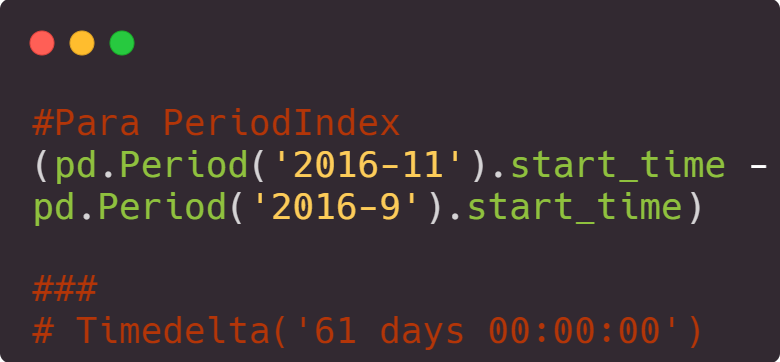 #Para PeriodIndex
(pd.Period('2016-11').start_time -
pd.Period('2016-9').start_time)
###
# Timedelta('61 days 00:00:00')